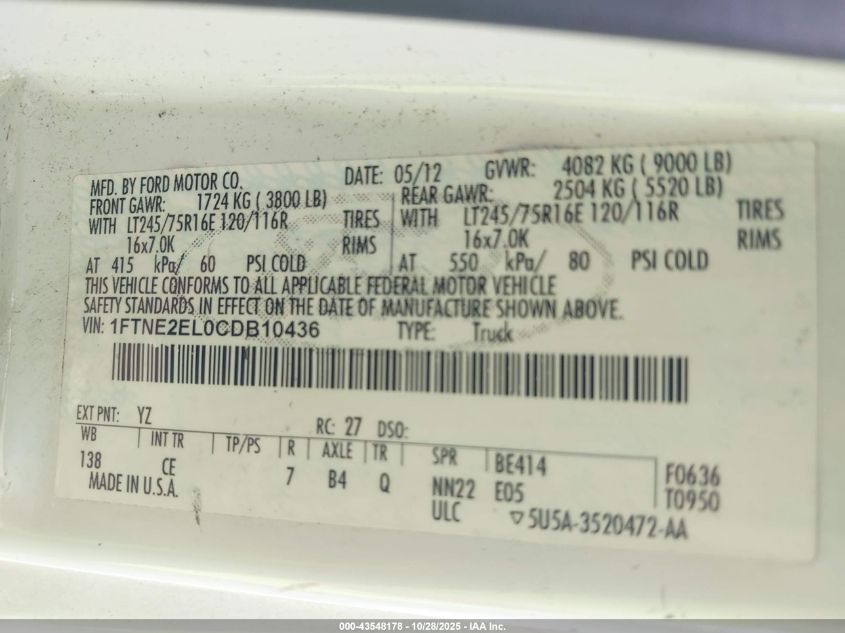 MFD. BY FORD MOTOR CO. DATE: 05/12 GVWR: 4082 KG ( 9000 LB)
FRONT GAWR: 1724 KG ( 3800 LB) REAR GAWR: 2504 KG ( 5520 LB)
WITH LT245/75R16E 120/116R TIRES WITH LT245/75R16E 120/116R TIRES
16x7.0K RIMS 16x7.0K RIMS
AT 415 kPa/ 60 PSI COLD AT 550 kPa/ 80 PSI COLD
THIS VEHICLE CONFORMS TO ALL APPLICABLE FEDERAL MOTOR VEHICLE
SAFETY STANDARDS IN EFFECT ON THE DATE OF MANUFACTURE SHOWN ABOVE.
VIN: 1FTNE2EL0CDB10436 TYPE: Truck
EXT PNT: YZ RC: 27 DSO:
WB INT TR TP/PS R AXLE TR SPR BE414 F0636
138 CE 7 B4 Q NN22 E05 T0950
MADE IN U.S.A. ULC ▽5U5A-3520472-AA
000-43548178 - 10/28/2025 - IAA Inc.